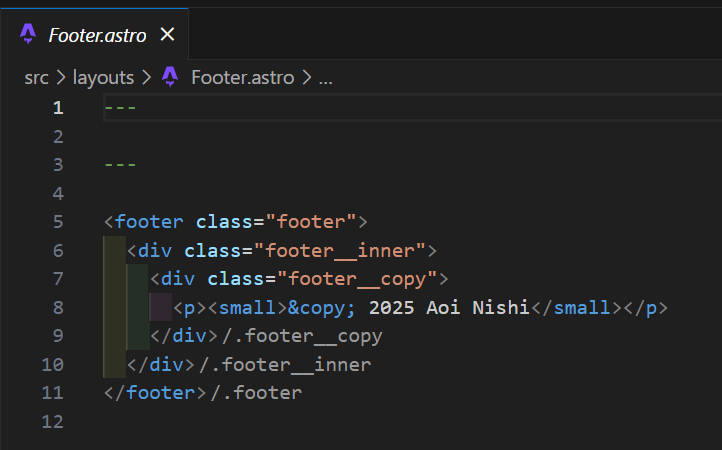 Footer.astro
src > layouts > Footer.astro > ...
1 ---
2
3 ---
4
5 <footer class="footer">
6 <div class="footer__inner">
7 <div class="footer__copy">
8 <p><small>&copy; 2025 Aoi Nishi</small></p>
9 </div>/.footer__copy
10 </div>/.footer__inner
11 </footer>/.footer
12